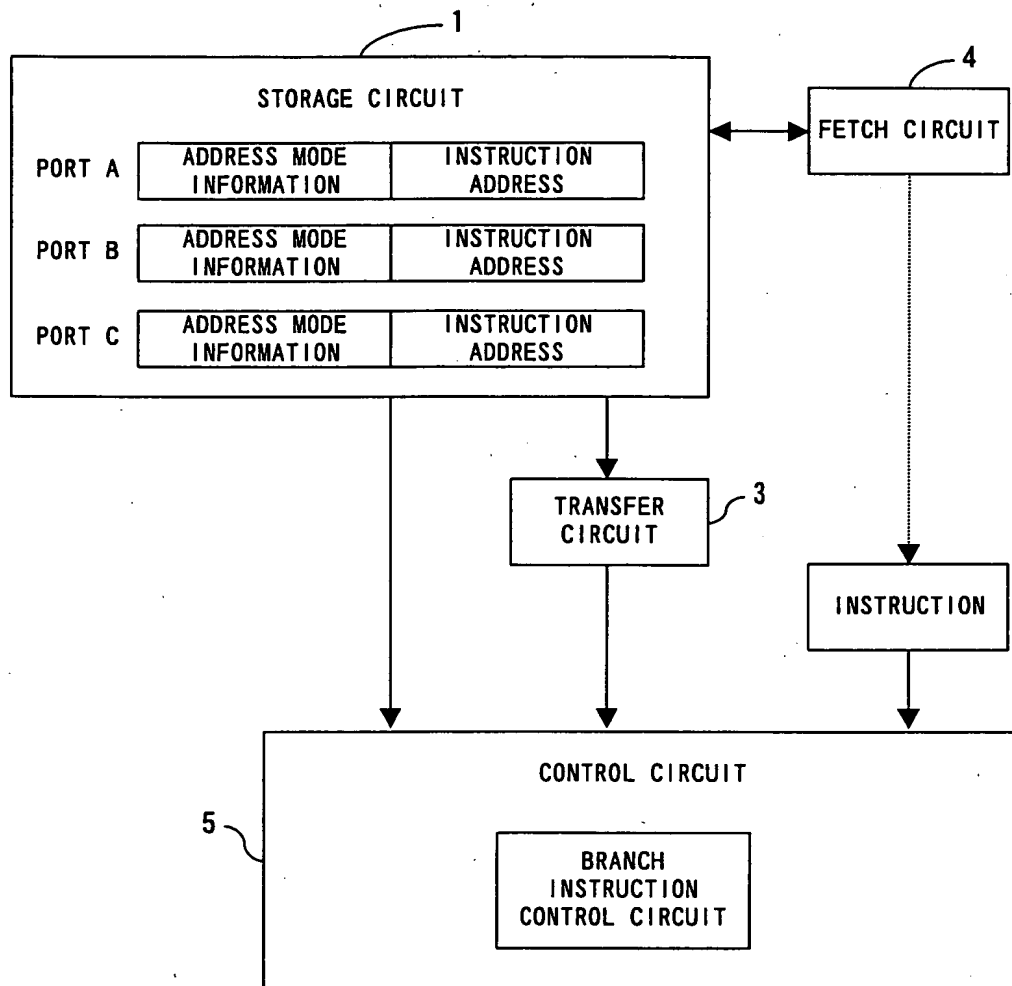 1
STORAGE CIRCUIT
PORT A
ADDRESS MODE
INFORMATION
INSTRUCTION
ADDRESS
PORT B
ADDRESS MODE
INFORMATION
INSTRUCTION
ADDRESS
PORT C
ADDRESS MODE
INFORMATION
INSTRUCTION
ADDRESS
4
FETCH CIRCUIT
TRANSFER
CIRCUIT
3
INSTRUCTION
CONTROL CIRCUIT
5
BRANCH
INSTRUCTION
CONTROL CIRCUIT